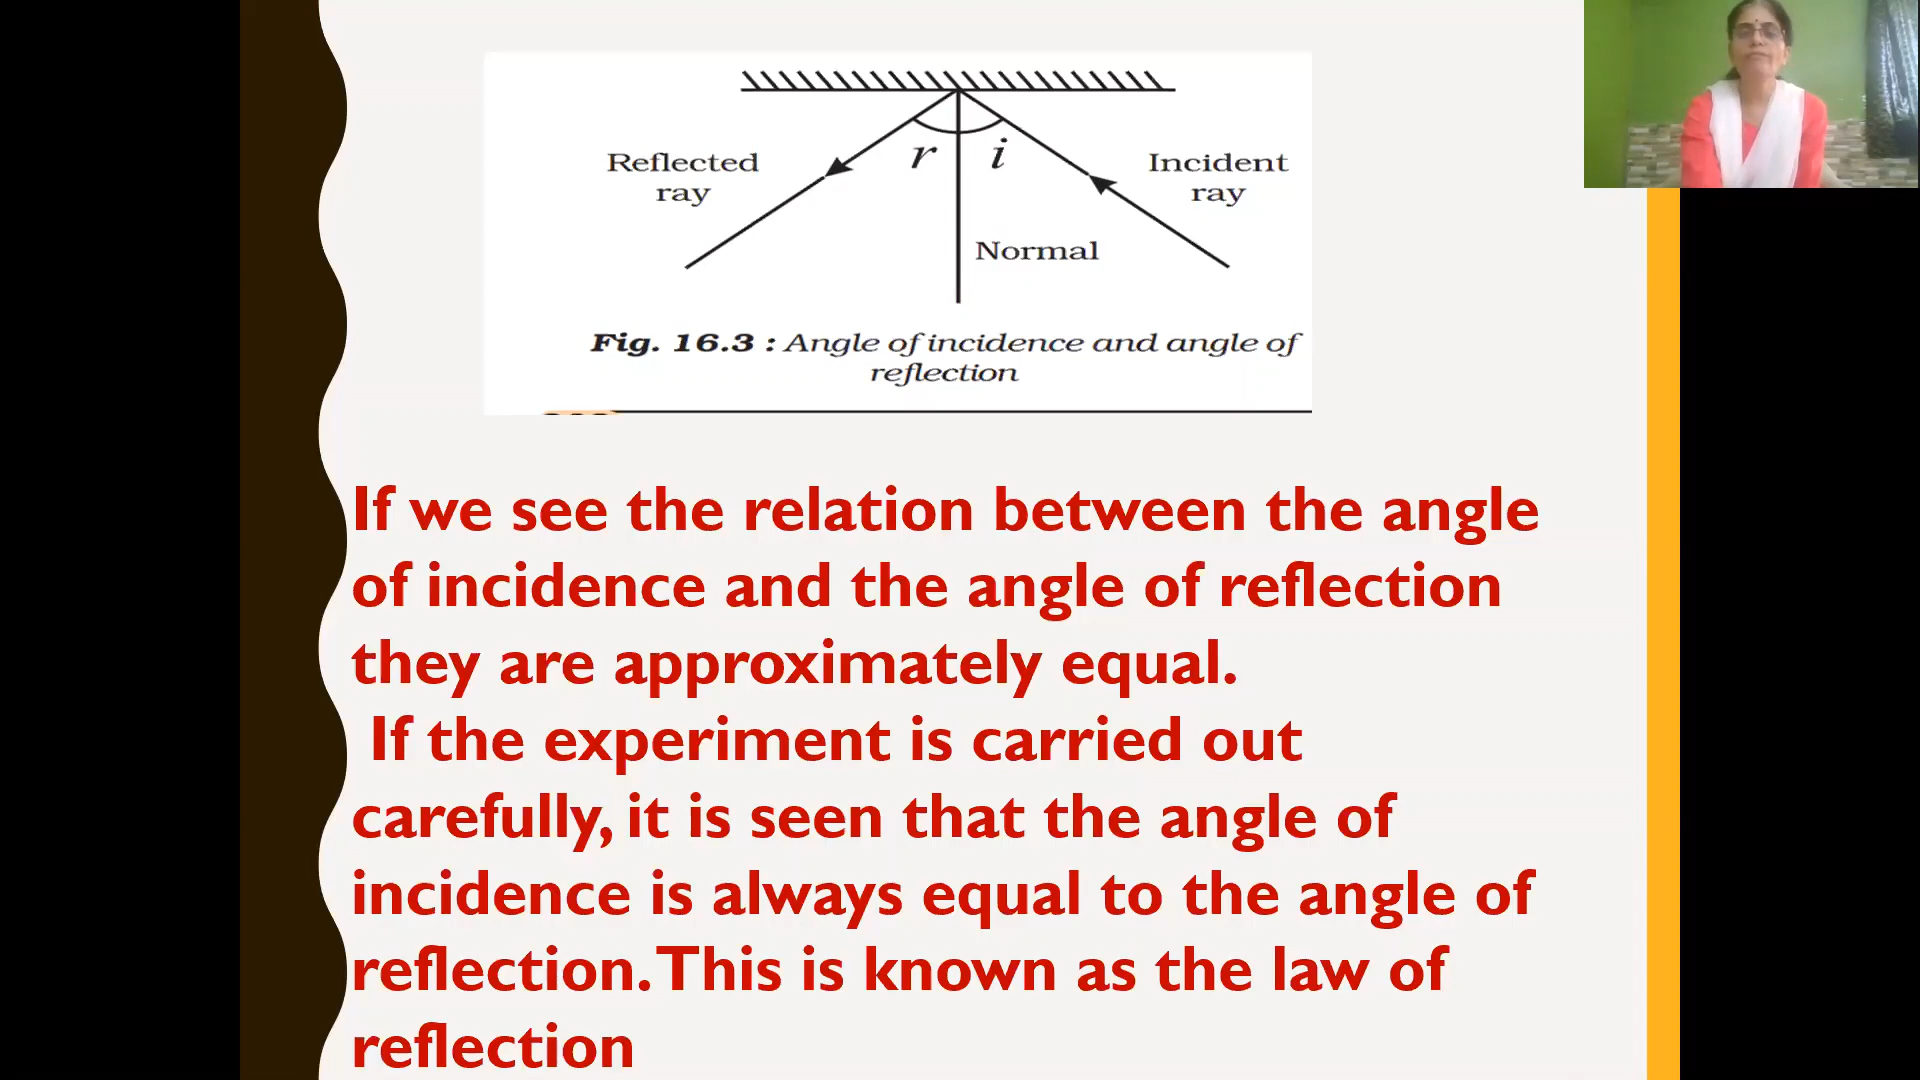 r i
Reflected
ray
Incident
ray
Normal
Fig. 16.3 : Angle of incidence and angle of
reflection
If we see the relation between the angle
of incidence and the angle of reflection
they are approximately equal.
If the experiment is carried out
carefully, it is seen that the angle of
incidence is always equal to the angle of
reflection. This is known as the law of
reflection